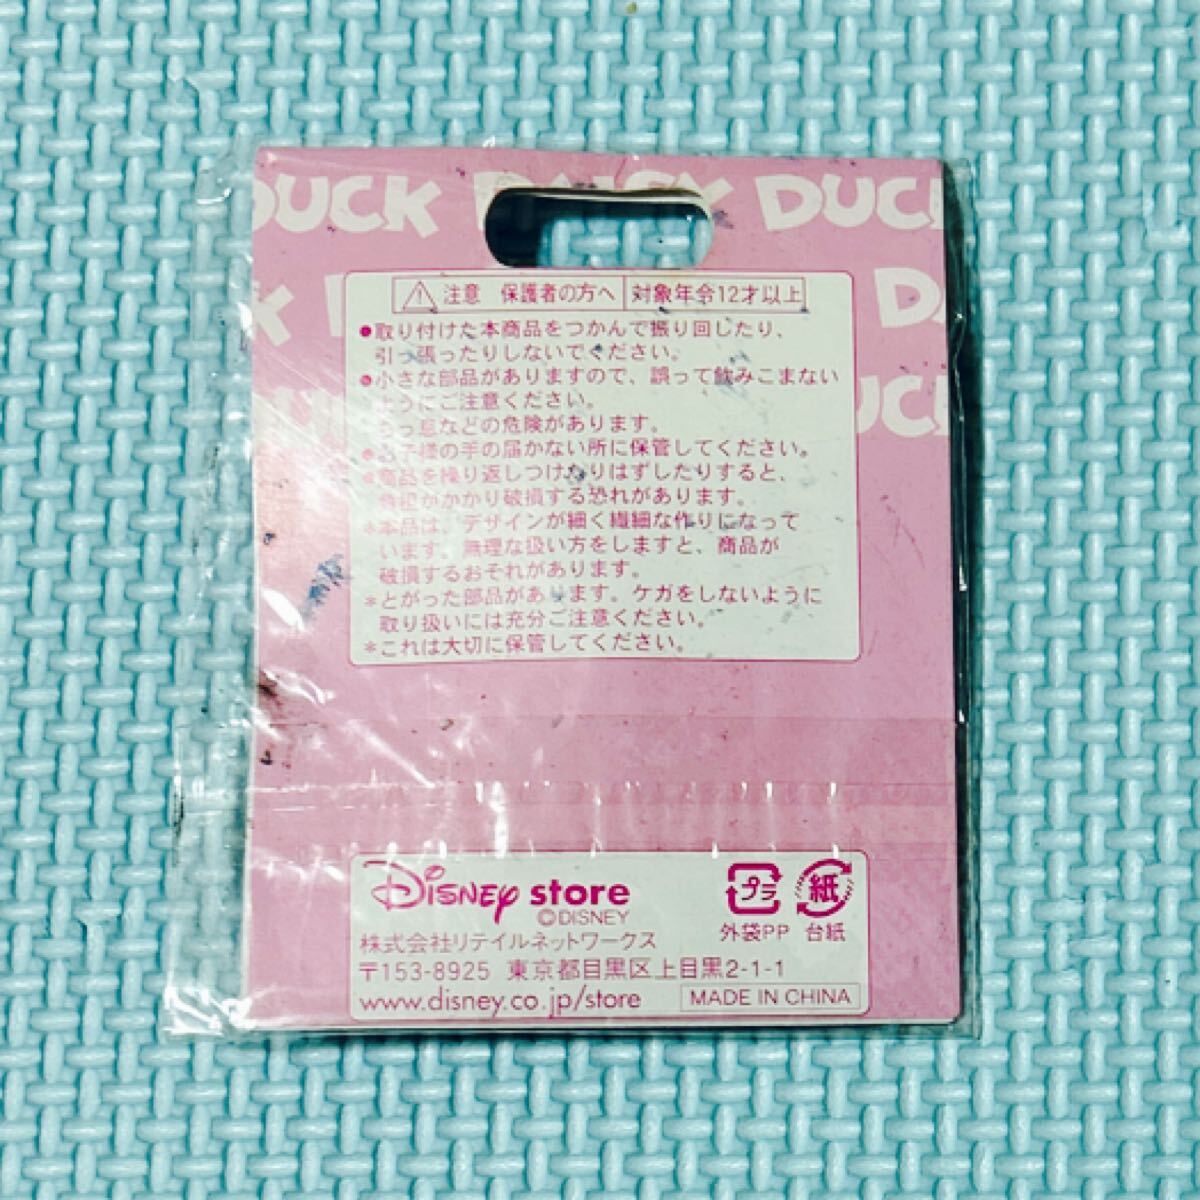 DUCK DAISY DUCK
⚠注意 保護者の方へ 対象年令12才以上
●取り付けた本商品をつかんで振り回したり、
引っ張ったりしないでください。
●小さな部品がありますので、誤って飲みこまない
ようにご注意ください。
ちっ息などの危険があります。
●お子様の手の届かない所に保管してください。
●商品を繰り返しつけたりはずしたりすると、
負担がかかり破損する恐れがあります。
*本品は、デザインが細く繊細な作りになって
います。無理な扱い方をしますと、商品が
破損するおそれがあります。
*とがった部品があります。ケガをしないように
取り扱いには充分ご注意ください。
*これは大切に保管してください。
Disney store
©DISNEY
プラ 紙
外袋PP 台紙
株式会社リテイルネットワークス
〒153-8925 東京都目黒区上目黒2-1-1
www.disney.co.jp/store MADE IN CHINA